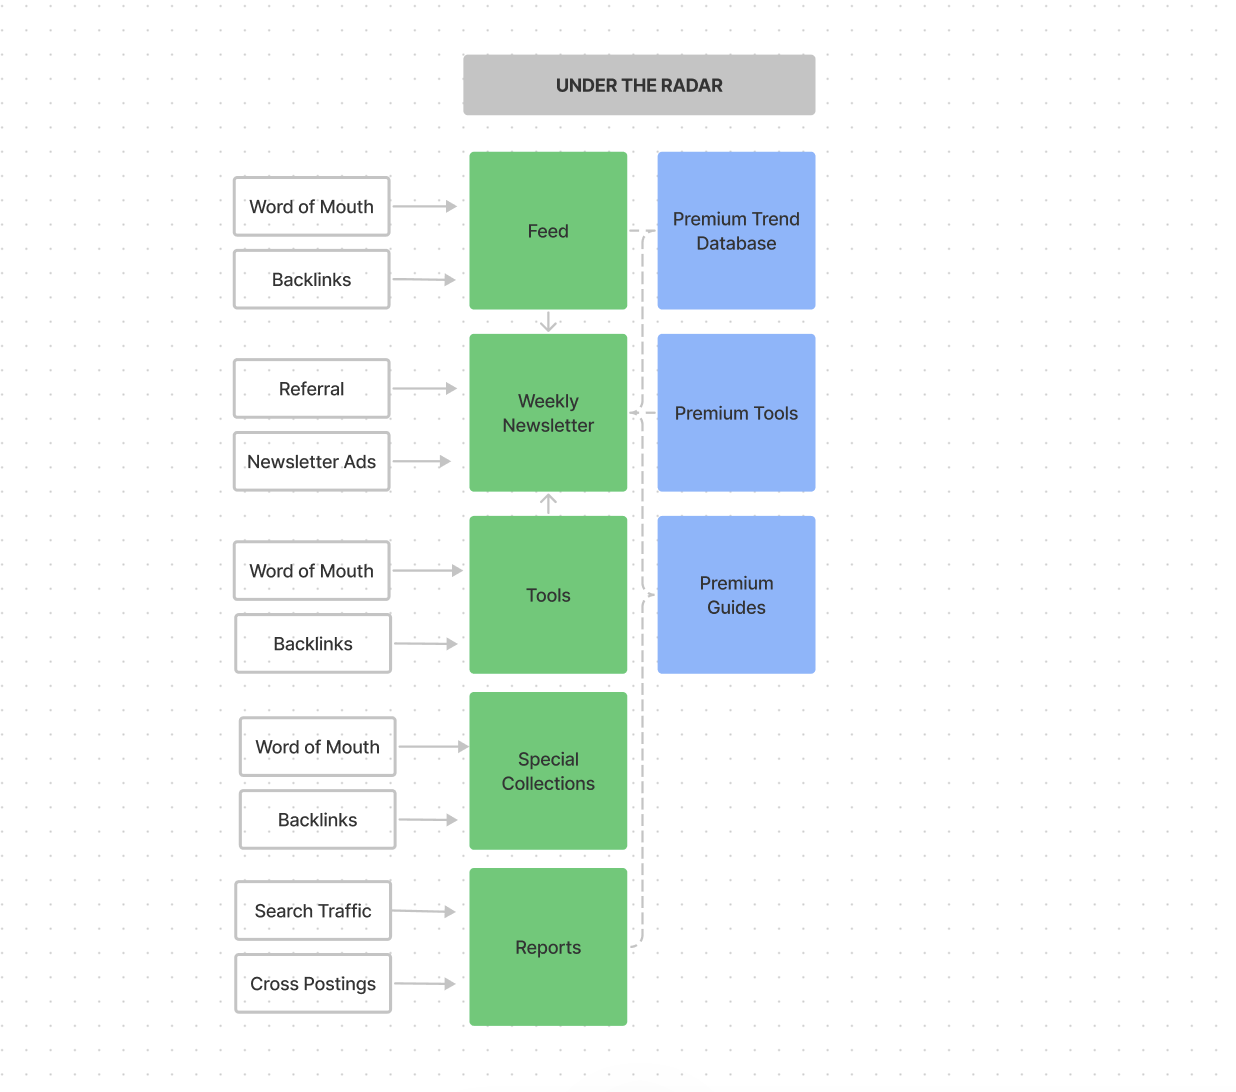 UNDER THE RADAR
Word of Mouth
Backlinks
Feed
Premium Trend
Database
Referral
Newsletter Ads
Weekly
Newsletter
Premium Tools
Word of Mouth
Backlinks
Tools
Premium
Guides
Word of Mouth
Backlinks
Special
Collections
Search Traffic
Cross Postings
Reports